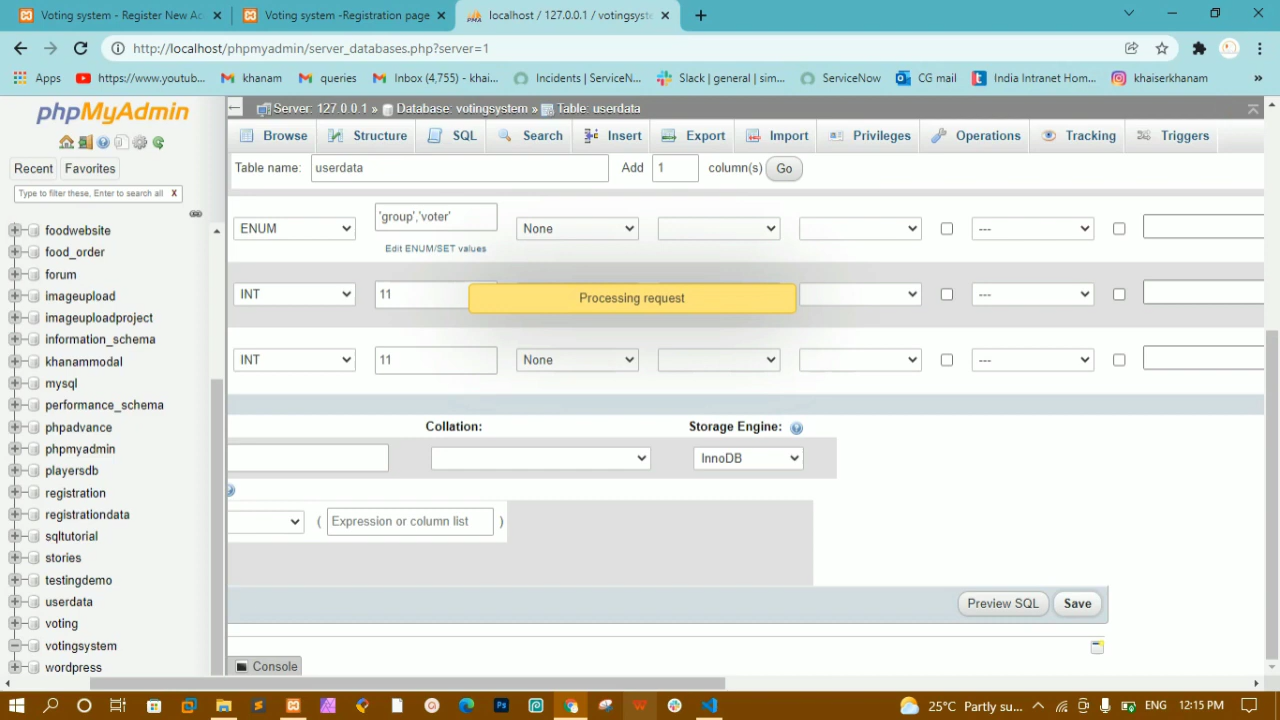 Voting system - Register New Ac
Voting system -Registration page
localhost / 127.0.0.1 / votingsyste
http://localhost/phpmyadmin/server_databases.php?server=1
Apps
https://www.youtub...
khanam
queries
Inbox (4,755) - khai...
Incidents | ServiceN...
Slack | general | sim...
ServiceNow
CG mail
India Intranet Hom...
khaiserkhanam
»
phpMyAdmin
Server: 127.0.0.1 » Database: votingsystem » Table: userdata
Browse
Structure
SQL
Search
Insert
Export
Import
Privileges
Operations
Tracking
Triggers
Recent
Favorites
Table name:
userdata
Add
1
column(s)
Go
Type to filter these, Enter to search all
X
foodwebsite
food_order
forum
imageupload
imageuploadproject
information_schema
khanammodal
mysql
performance_schema
phpadvance
phpmyadmin
playersdb
registration
registrationdata
sqltutorial
stories
testingdemo
userdata
voting
votingsystem
wordpress
ENUM
'group','voter'
None
---
Edit ENUM/SET values
INT
11
Processing request
---
INT
11
None
---
Collation:
Storage Engine:
InnoDB
(
Expression or column list
)
Preview SQL
Save
Console
25°C Partly su...
ENG
12:15 PM